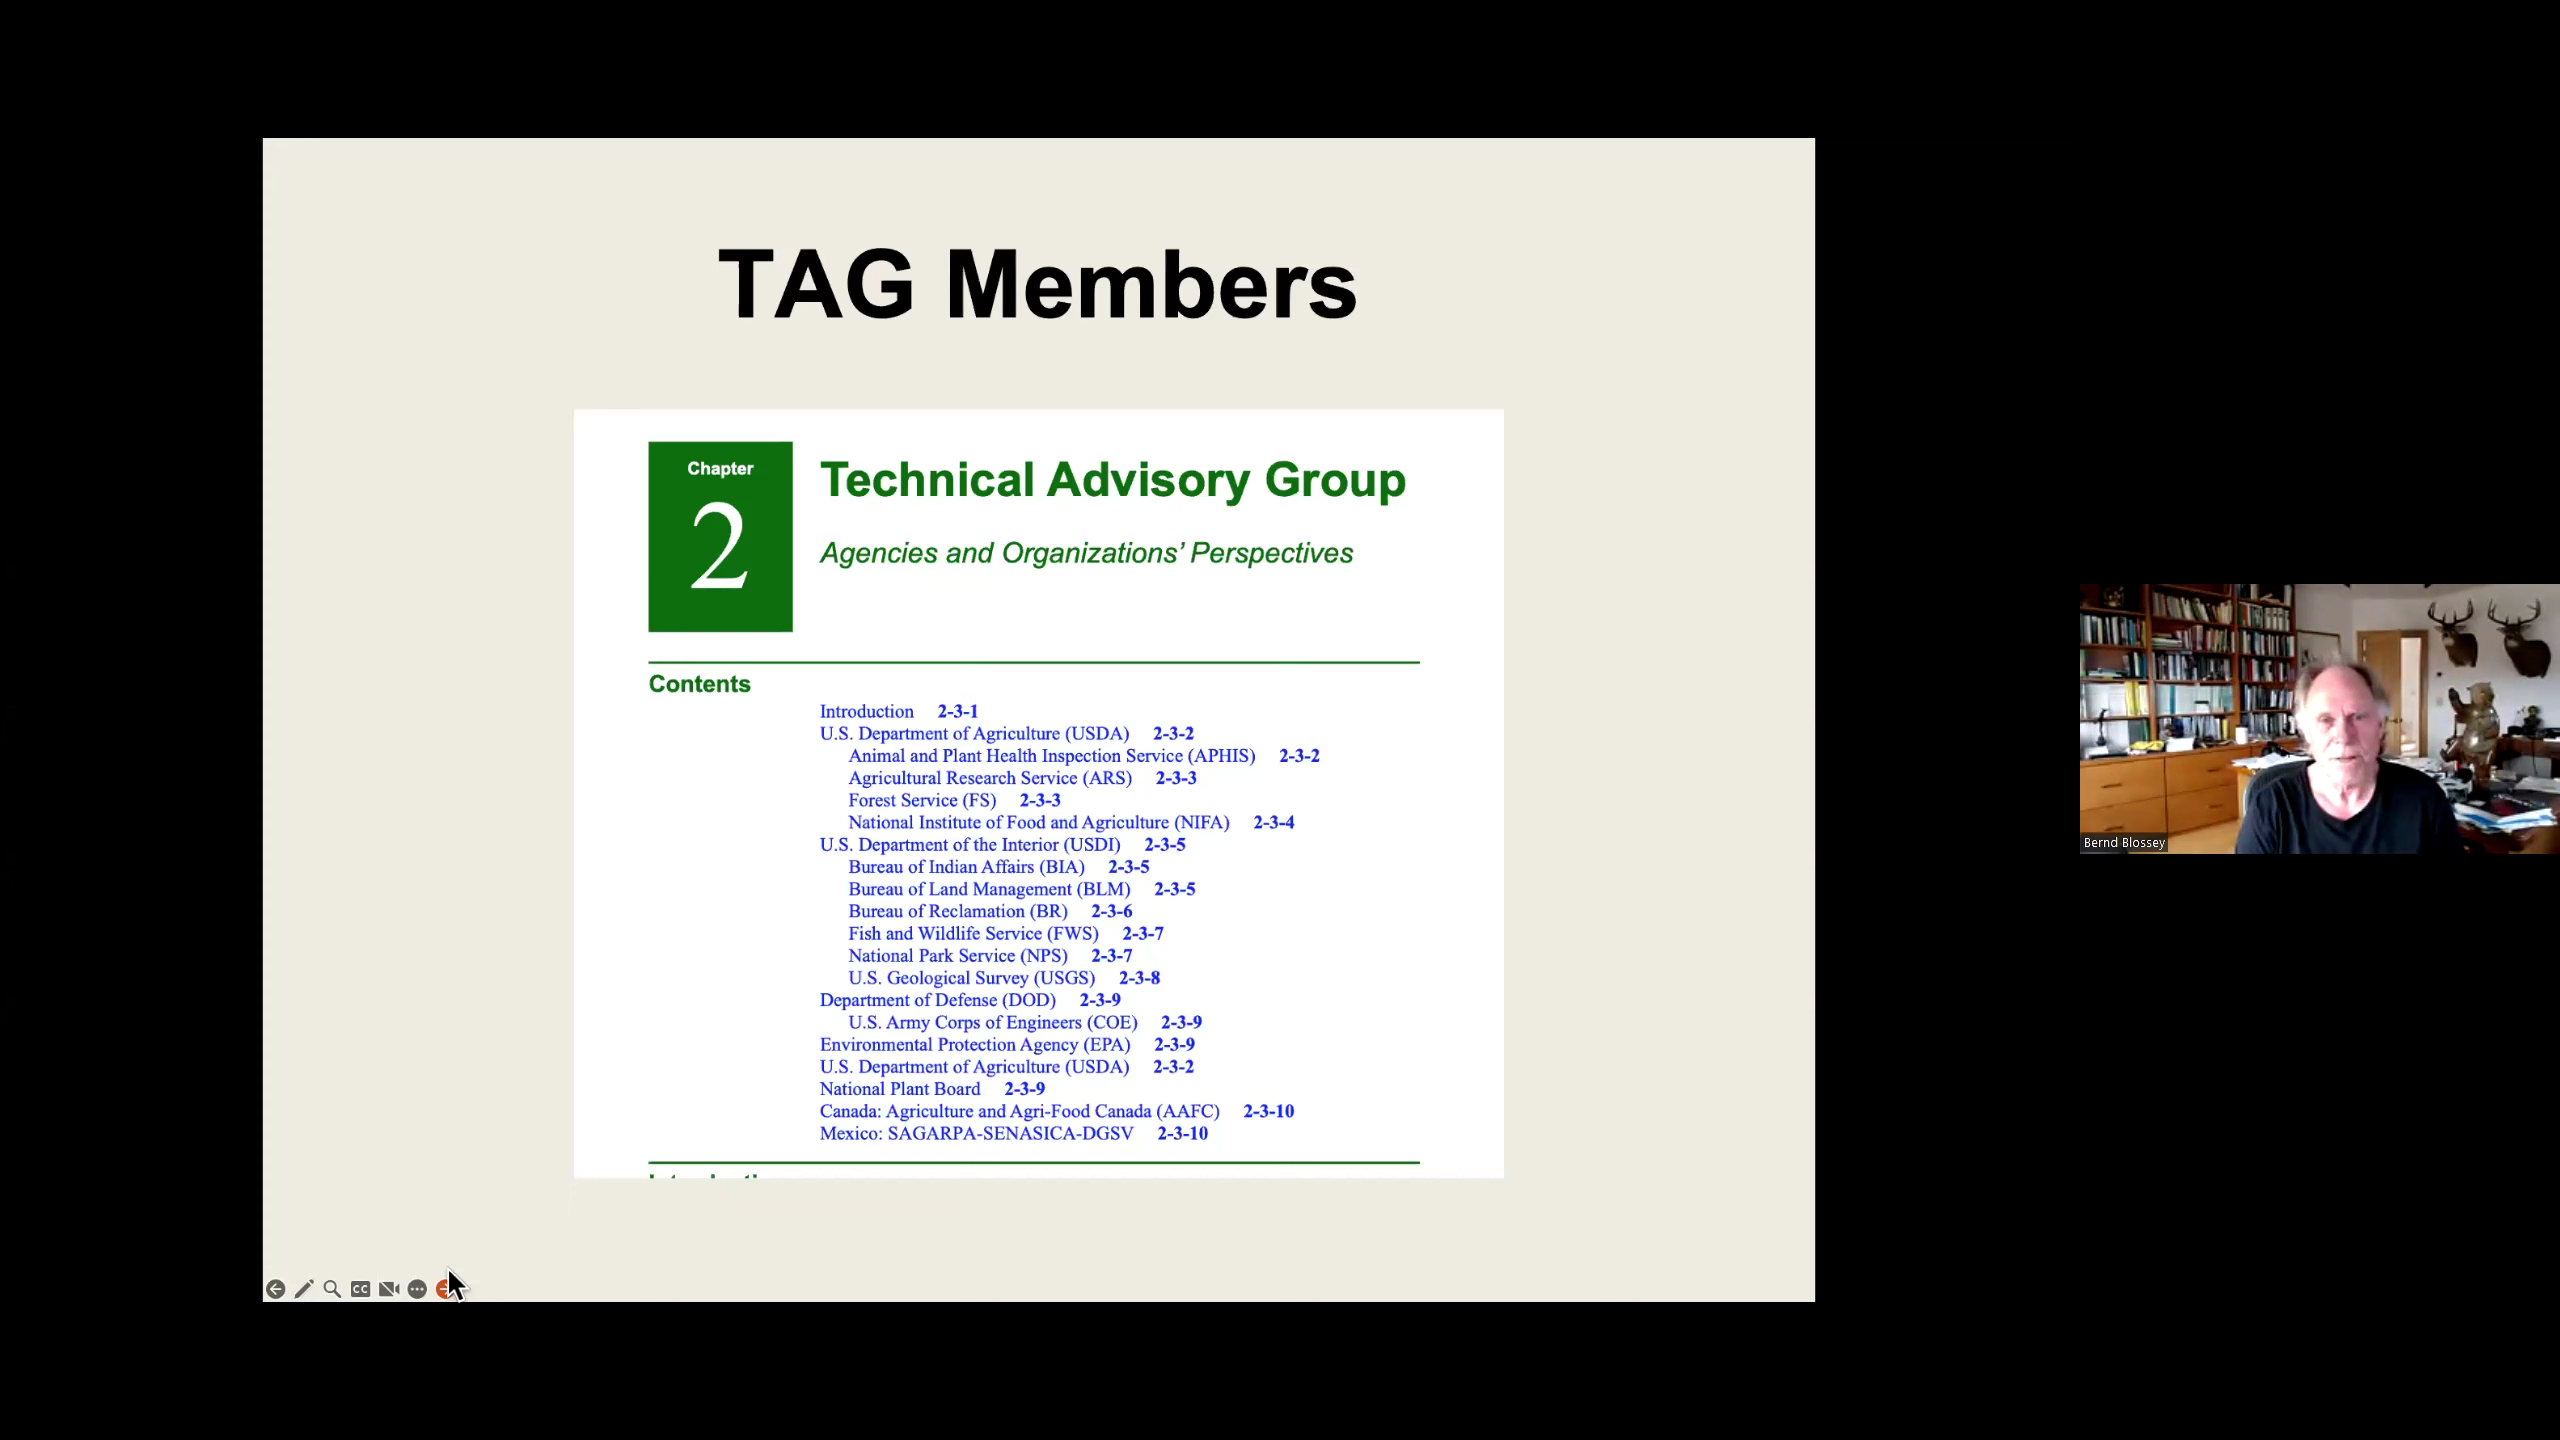 TAG Members
Chapter
2
Technical Advisory Group
Agencies and Organizations’ Perspectives
Contents
Introduction 2-3-1
U.S. Department of Agriculture (USDA) 2-3-2
Animal and Plant Health Inspection Service (APHIS) 2-3-2
Agricultural Research Service (ARS) 2-3-3
Forest Service (FS) 2-3-3
National Institute of Food and Agriculture (NIFA) 2-3-4
U.S. Department of the Interior (USDI) 2-3-5
Bureau of Indian Affairs (BIA) 2-3-5
Bureau of Land Management (BLM) 2-3-5
Bureau of Reclamation (BR) 2-3-6
Fish and Wildlife Service (FWS) 2-3-7
National Park Service (NPS) 2-3-7
U.S. Geological Survey (USGS) 2-3-8
Department of Defense (DOD) 2-3-9
U.S. Army Corps of Engineers (COE) 2-3-9
Environmental Protection Agency (EPA) 2-3-9
U.S. Department of Agriculture (USDA) 2-3-2
National Plant Board 2-3-9
Canada: Agriculture and Agri-Food Canada (AAFC) 2-3-10
Mexico: SAGARPA-SENASICA-DGSV 2-3-10
CC
Bernd Blossey